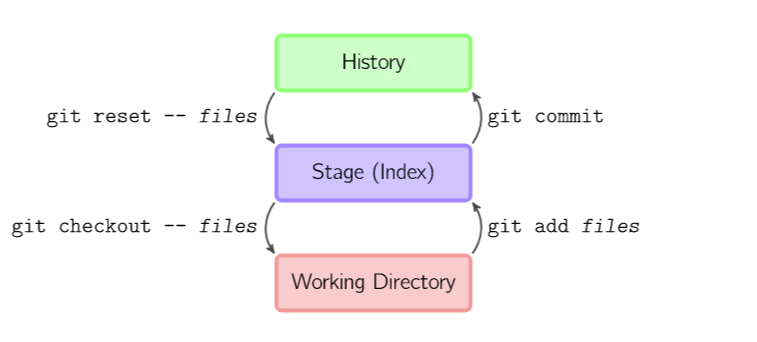 History
git reset -- files
git commit
Stage (Index)
git checkout -- files
git add files
Working Directory